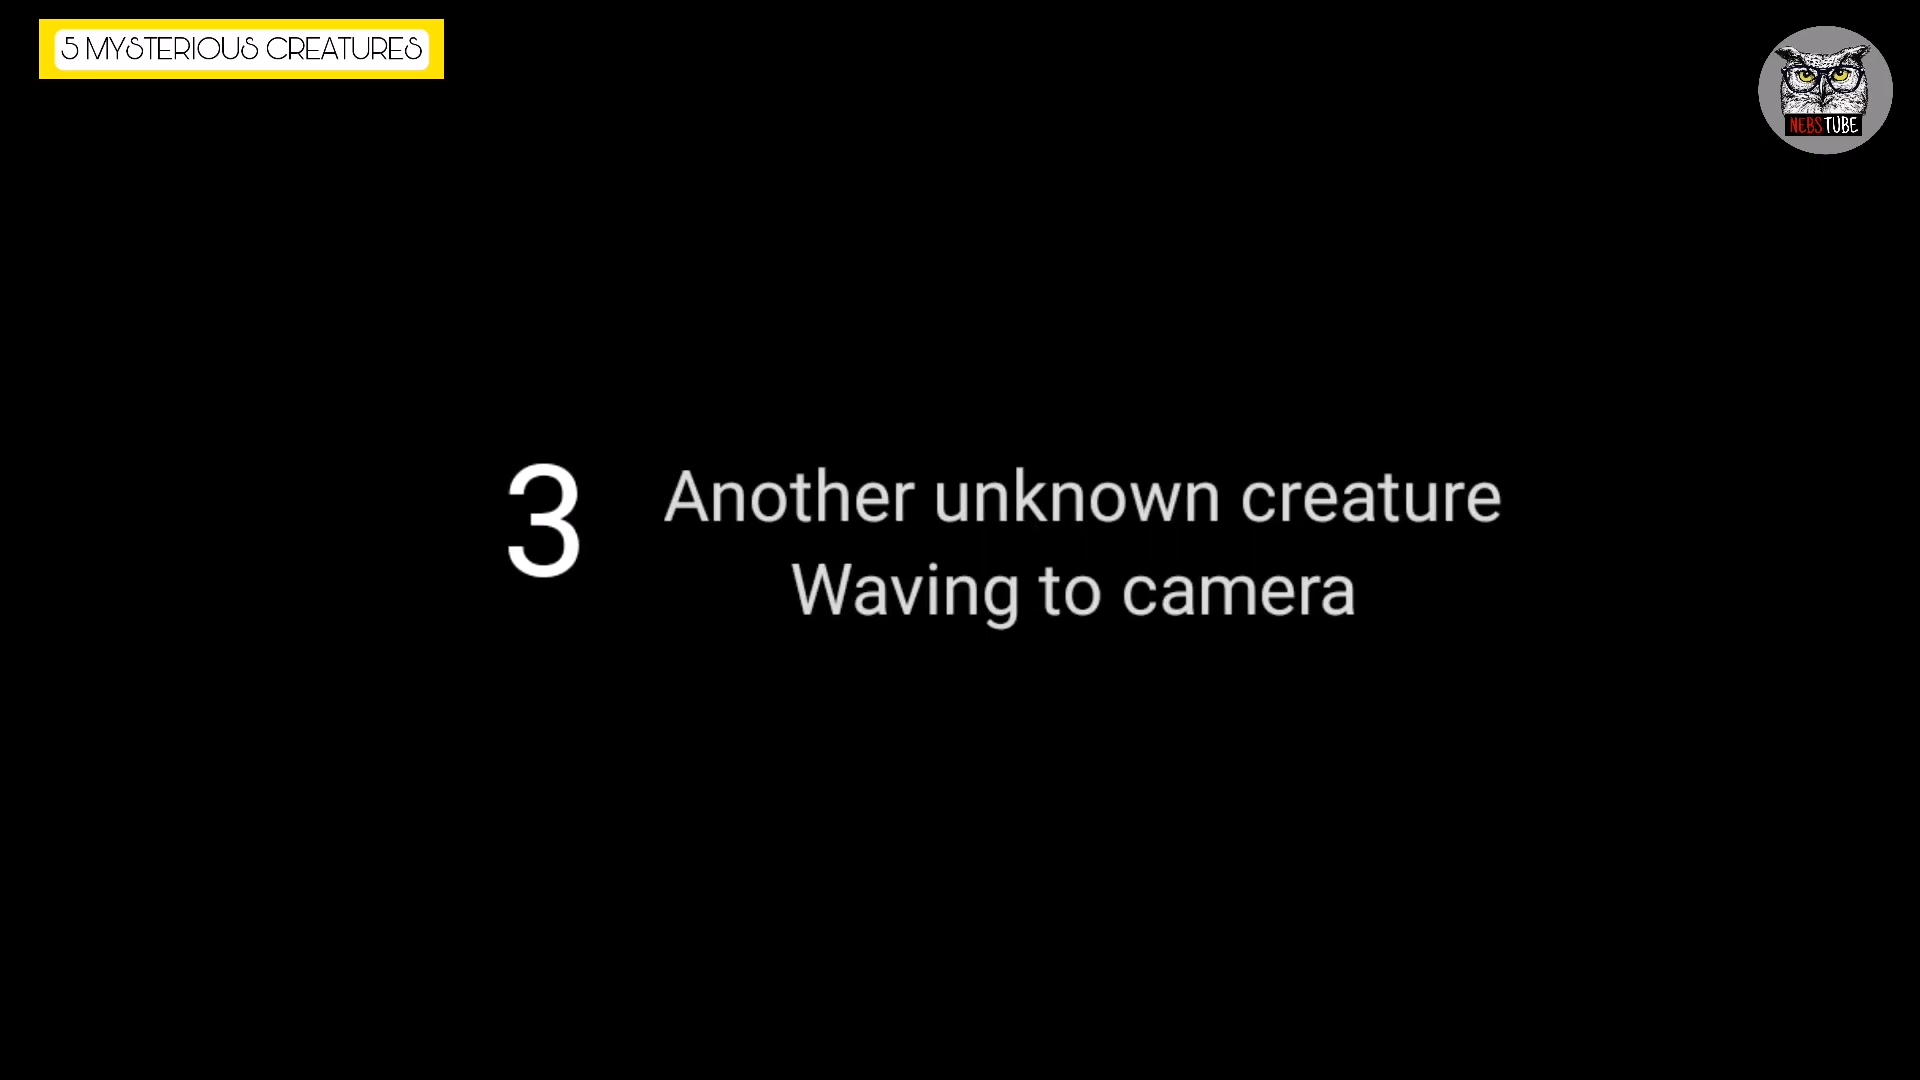 5 MYSTERIOUS CREATURES
NEBSTUBE
3
Another unknown creature
Waving to camera